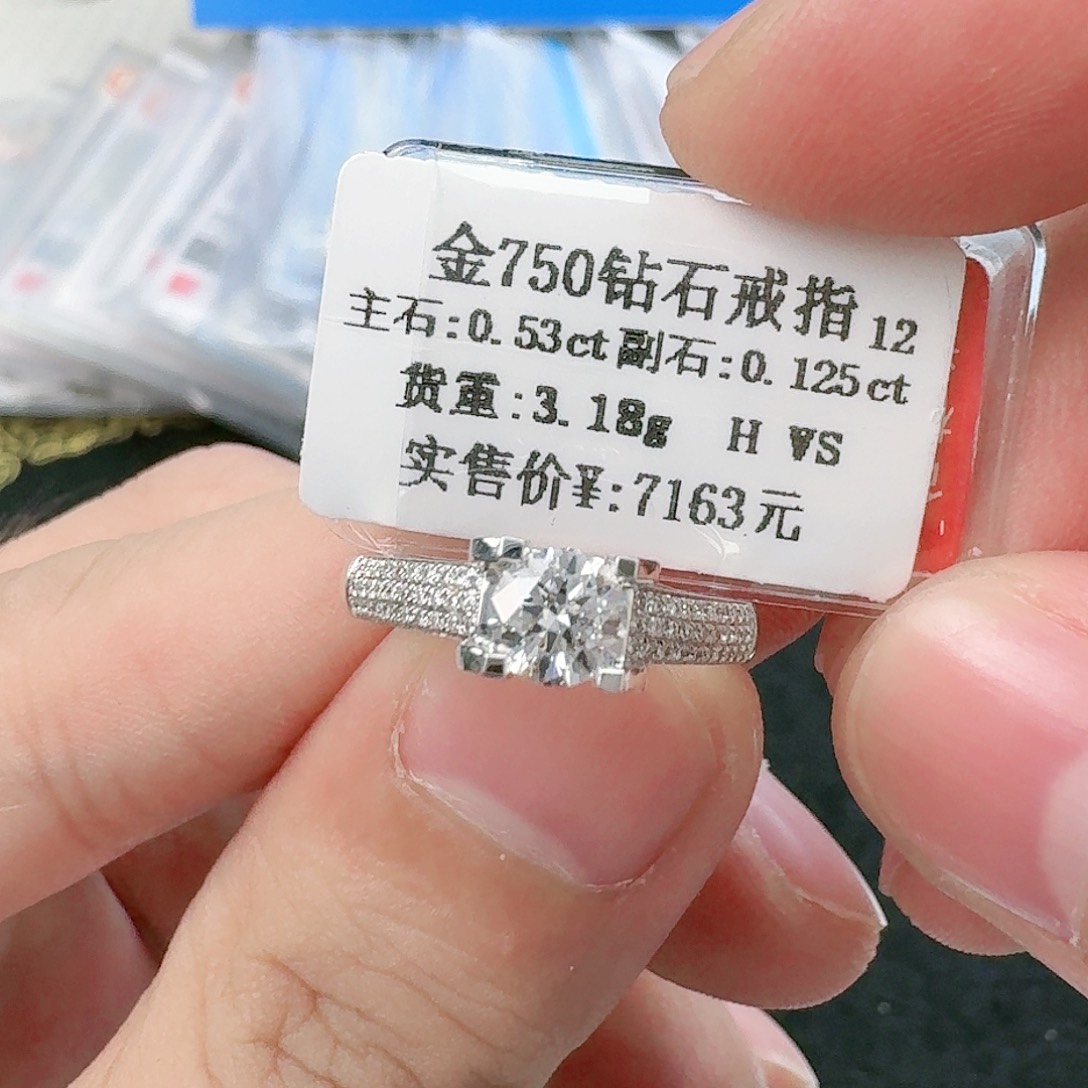 金750钻石戒指 12
主石:0.53ct 副石:0.125ct
货重:3.18g H VS
实售价¥:7163元